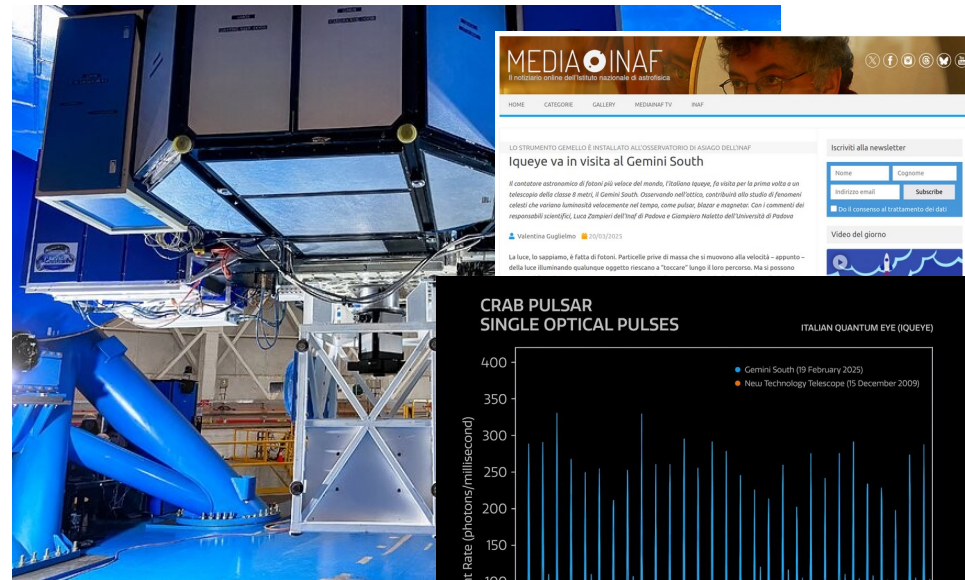 MEDIA INAF
Il notiziario online dell'Istituto nazionale di astrofisica
HOME CATEGORIE GALLERY MEDIAINAF TV INAF
LO STRUMENTO GEMELLO È INSTALLATO ALL'OSSERVATORIO DI ASIAGO DELL'INAF
Iqueye va in visita al Gemini South
Il contatore astronomico di fotoni più veloce del mondo, l'italiano Iqueye, fa visita per la prima volta a un
telescopio della classe 8 metri, il Gemini South. Osservando nell'ottico, contribuirà allo studio di fenomeni
celesti che variano luminosità velocemente nel tempo, come pulsar, blazar e magnetar. Con i commenti dei
responsabili scientifici, Luca Zampieri dell'Inaf di Padova e Giampiero Naletto dell'Università di Padova
Valentina Guglielmo 20/03/2025
La luce, lo sappiamo, è fatta di fotoni. Particelle prive di massa che si muovono alla velocità – appunto –
della luce illuminando qualunque oggetto riescano a "toccare" lungo il loro percorso. Ma si possono
Iscriviti alla newsletter
Nome Cognome
Indirizzo email Subscribe
Do il consenso al trattamento dei dati
Video del giorno
CRAB PULSAR
SINGLE OPTICAL PULSES
ITALIAN QUANTUM EYE (IQUEYE)
Gemini South (19 February 2025)
New Technology Telescope (15 December 2009)
400
350
300
250
200
150
100
Rate (photons/millisecond)